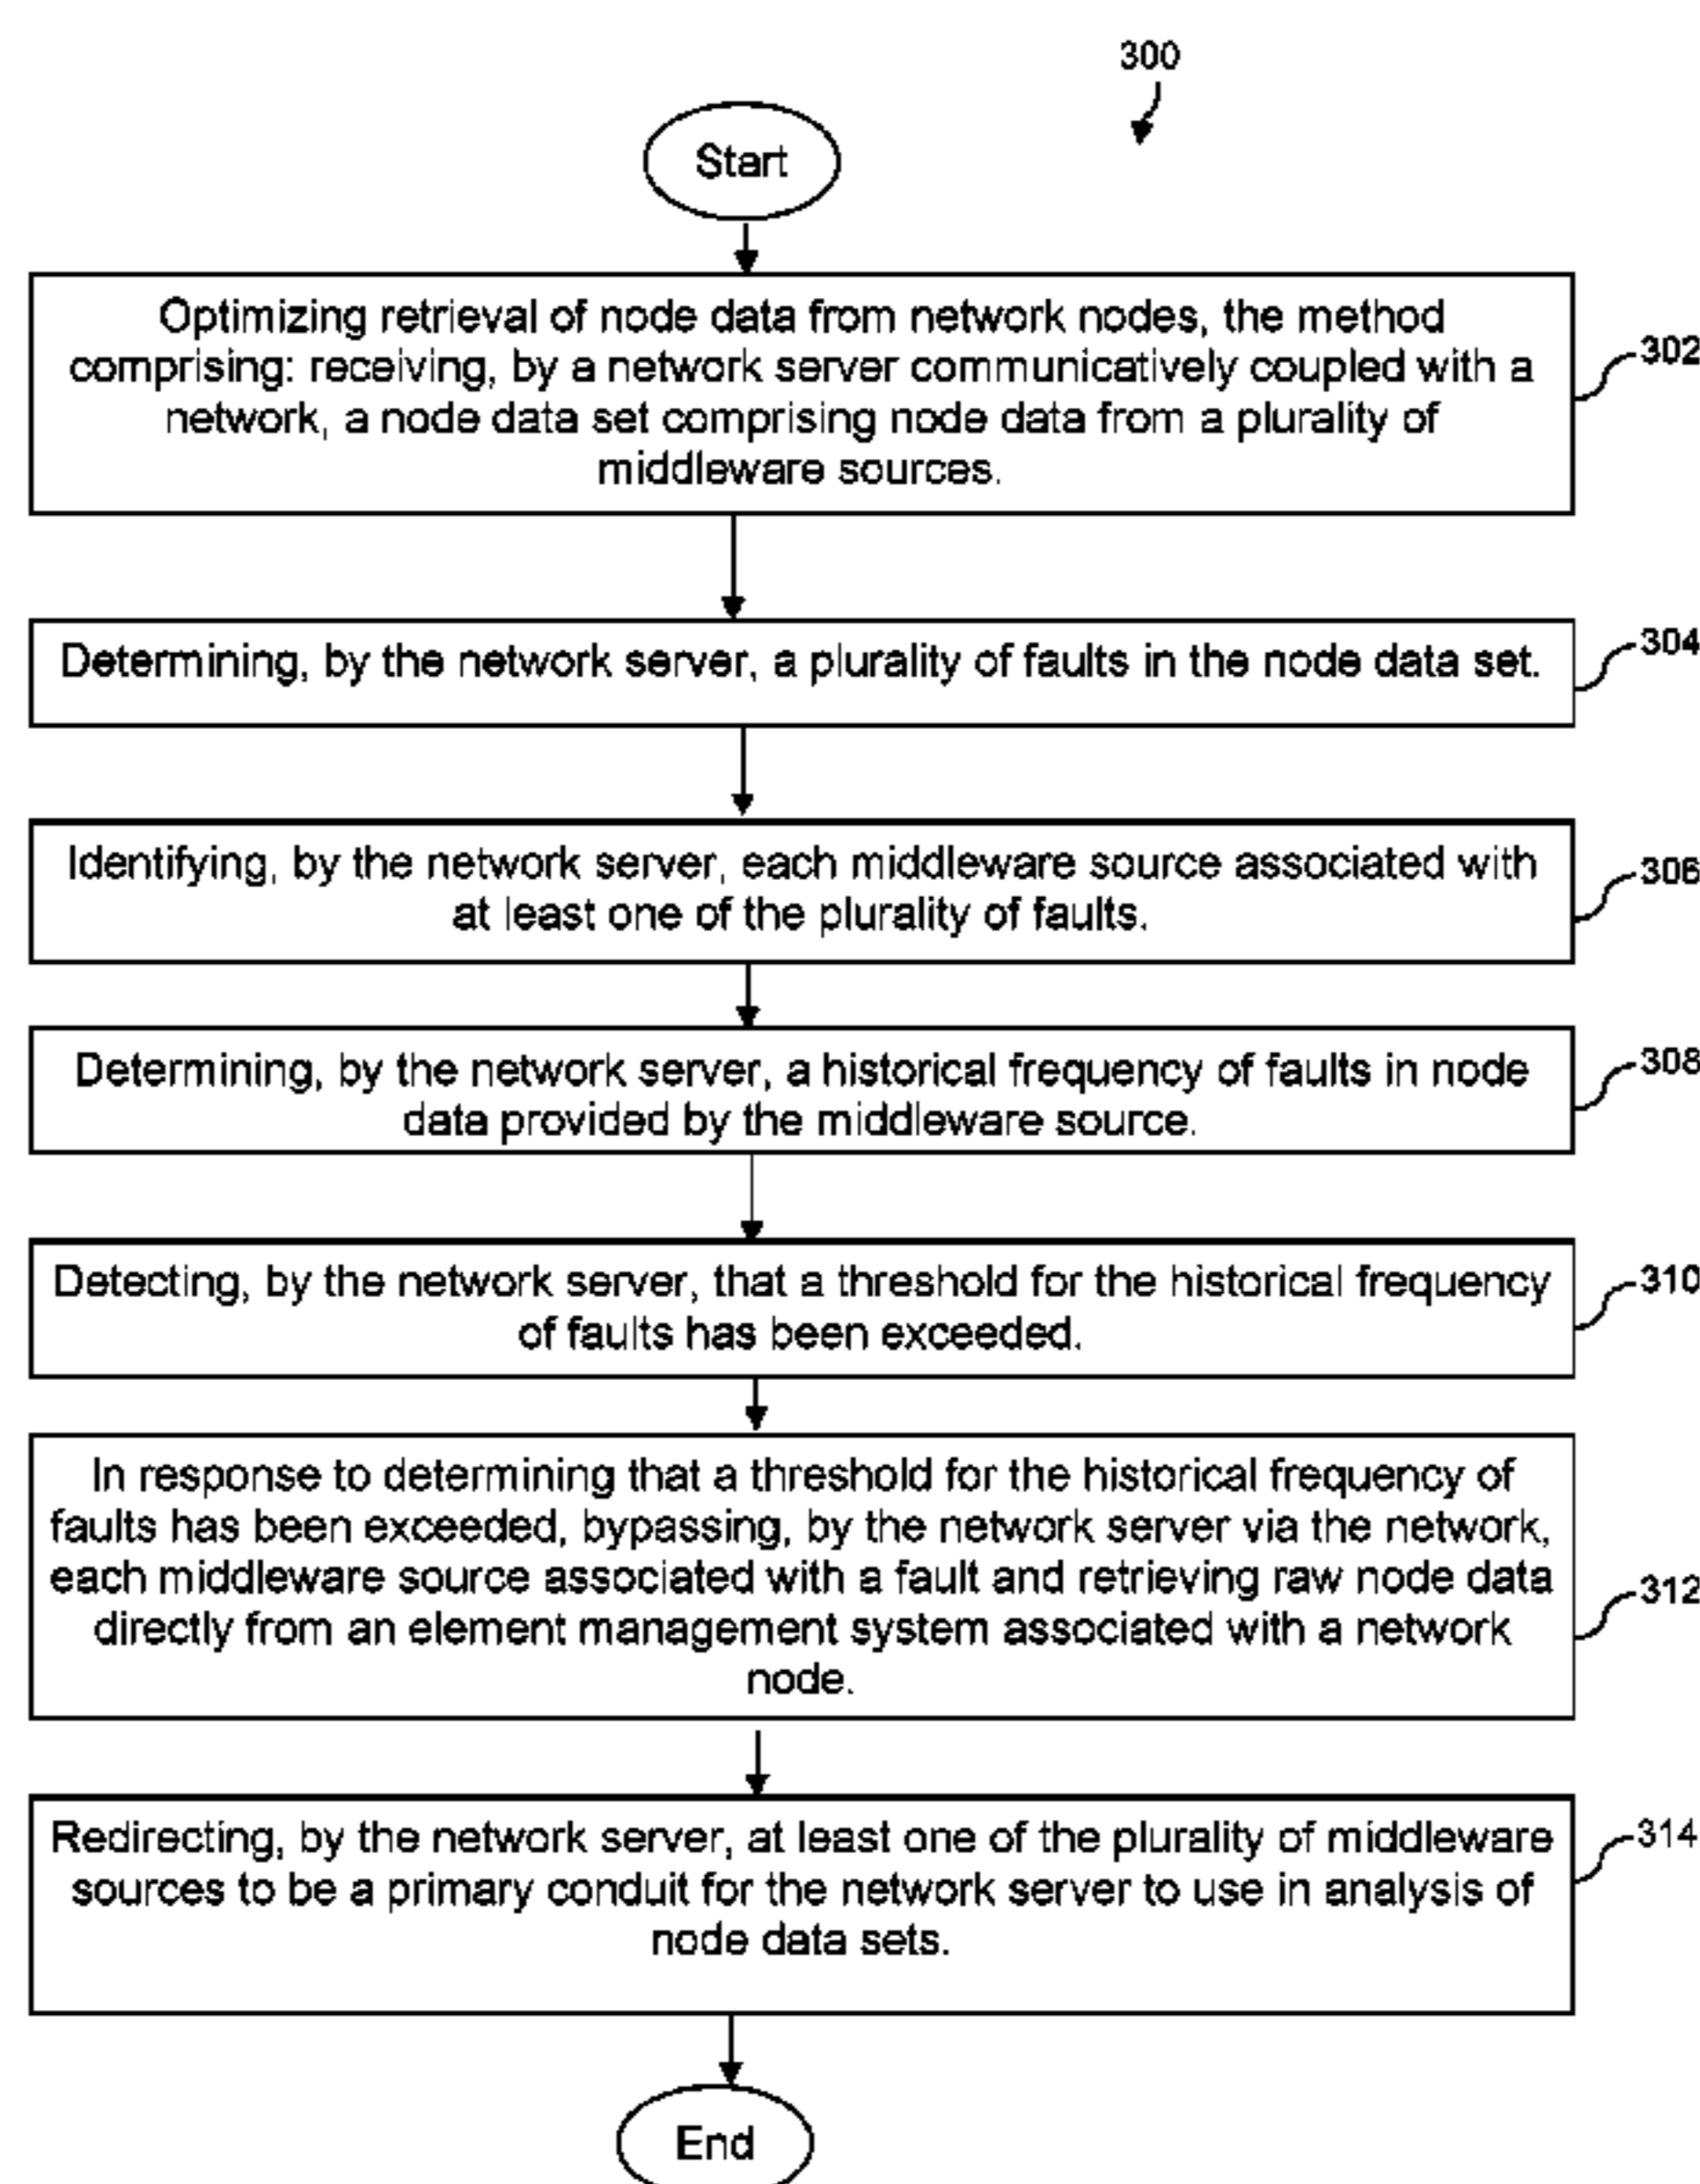 300
Start
Optimizing retrieval of node data from network nodes, the method
comprising: receiving, by a network server communicatively coupled with a
network, a node data set comprising node data from a plurality of
middleware sources.
302
Determining, by the network server, a plurality of faults in the node data set.
304
Identifying, by the network server, each middleware source associated with
at least one of the plurality of faults.
306
Determining, by the network server, a historical frequency of faults in node
data provided by the middleware source.
308
Detecting, by the network server, that a threshold for the historical frequency
of faults has been exceeded.
310
In response to determining that a threshold for the historical frequency of
faults has been exceeded, bypassing, by the network server via the network,
each middleware source associated with a fault and retrieving raw node data
directly from an element management system associated with a network
node.
312
Redirecting, by the network server, at least one of the plurality of middleware
sources to be a primary conduit for the network server to use in analysis of
node data sets.
314
End